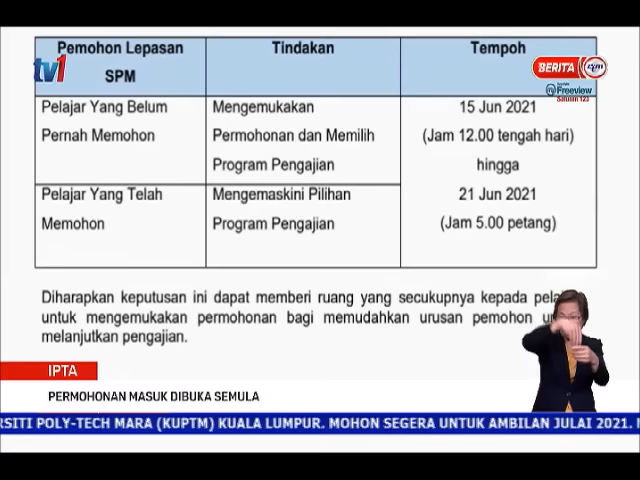 Pemohon Lepasan SPM
Tindakan
Tempoh
tv1
BERITA
Freeview
Saluran 123
Pelajar Yang Belum
Pernah Memohon
Mengemukakan
Permohonan dan Memilih
Program Pengajian
15 Jun 2021
(Jam 12.00 tengah hari)
hingga
21 Jun 2021
(Jam 5.00 petang)
Pelajar Yang Telah
Memohon
Mengemaskini Pilihan
Program Pengajian
Diharapkan keputusan ini dapat memberi ruang yang secukupnya kepada
untuk mengemukakan permohonan bagi memudahkan urusan pemohon
melanjutkan pengajian.
IPTA
PERMOHONAN MASUK DIBUKA SEMULA
RSITI POLY-TECH MARA (KUPTM) KUALA LUMPUR. MOHON SEGERA UNTUK AMBILAN JULAI 2021.